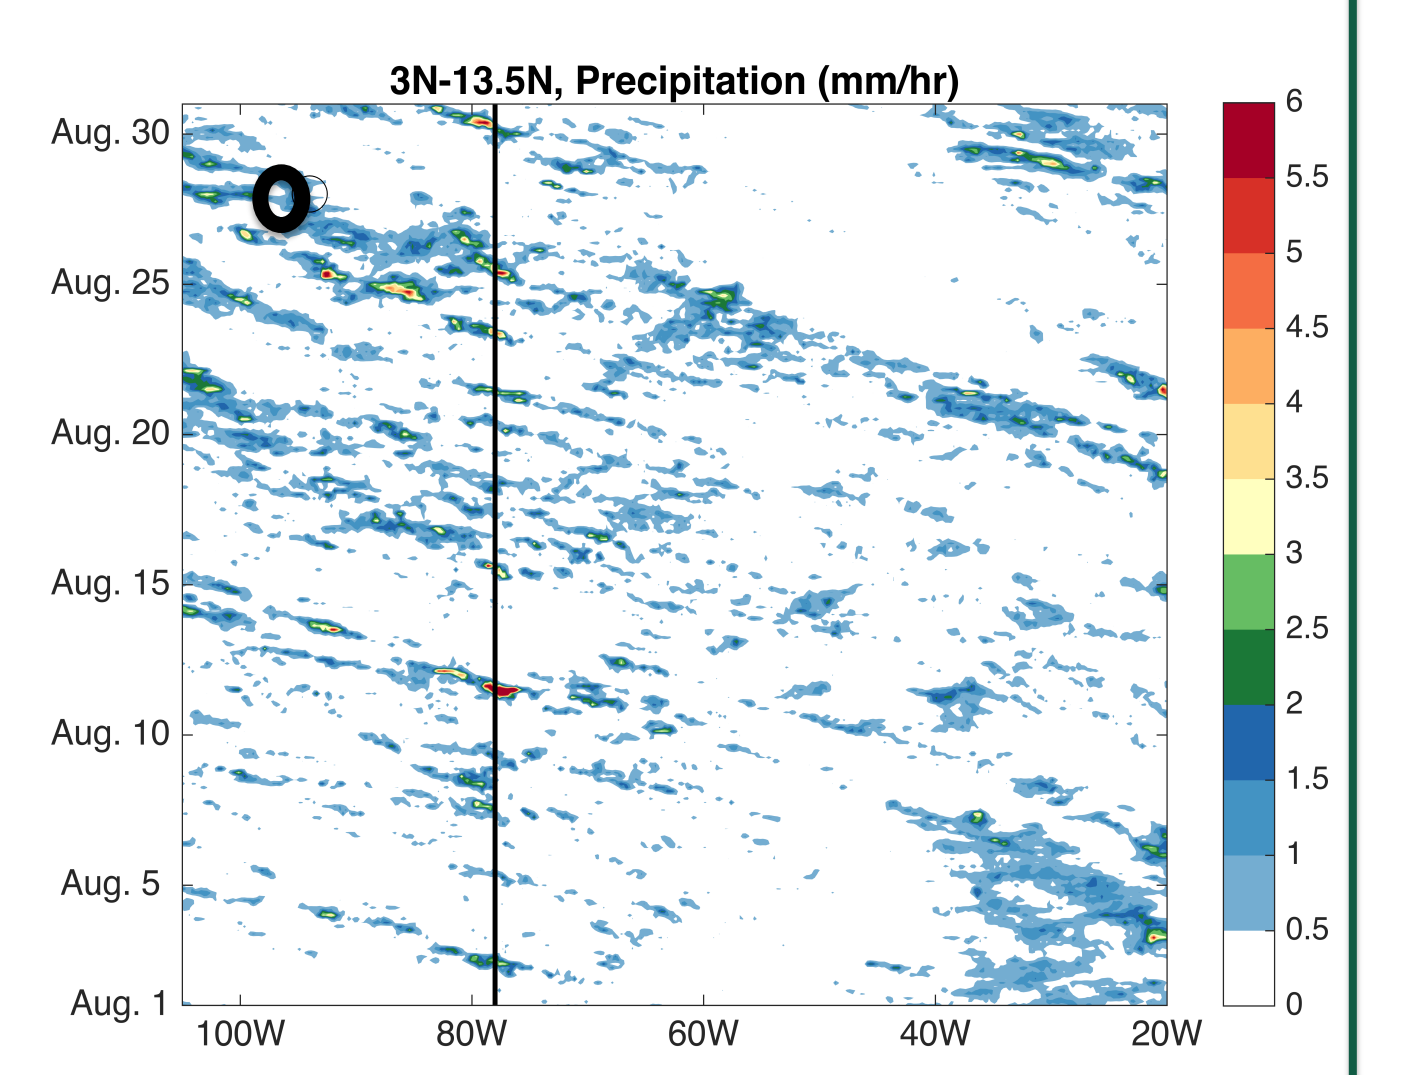 3N-13.5N, Precipitation (mm/hr)
Aug. 30
Aug. 25
Aug. 20
Aug. 15
Aug. 10
Aug. 5
Aug. 1
100W 80W 60W 40W 20W
6
5.5
5
4.5
4
3.5
3
2.5
2
1.5
1
0.5
0
O